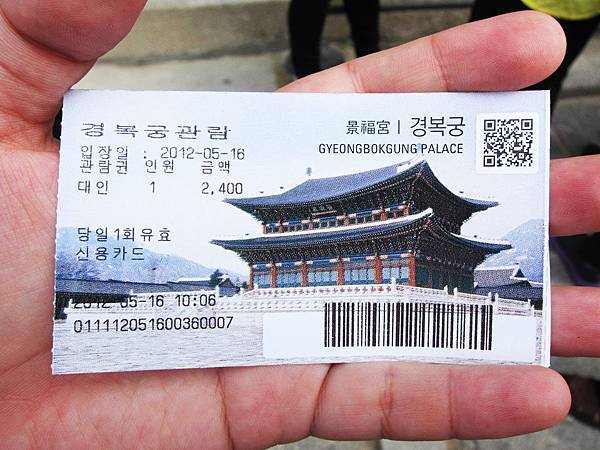 경복궁관람
입장일 : 2012-05-16
관람권 인원 금액
대인 1 2,400
당일1회유효
신용카드
2012-05-16 10:06
011112051600360007
景福宮 | 경복궁
GYEONGBOKGUNG PALACE